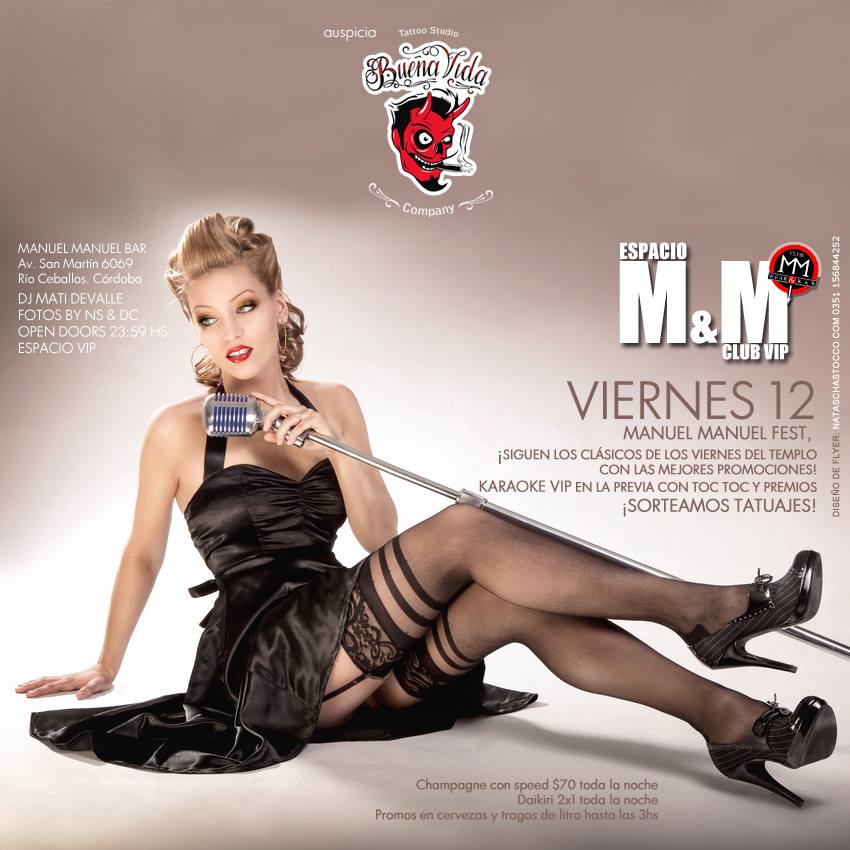 auspicia
Tattoo Studio
Buena Vida
Company
MANUEL MANUEL BAR
Av. San Martín 6069
Río Ceballos. Córdoba
DJ MATI DEVALLE
FOTOS BY NS & DC
OPEN DOORS 23:59 HS
ESPACIO VIP
ESPACIO
M&M
CLUB VIP
CLUB
MM
VIERNES 12
MANUEL MANUEL FEST,
¡SIGUEN LOS CLÁSICOS DE LOS VIERNES DEL TEMPLO
CON LAS MEJORES PROMOCIONES!
KARAOKE VIP EN LA PREVIA CON TOC TOC Y PREMIOS
¡SORTEAMOS TATUAJES!
DISEÑO DE FLYER: NATASCHASTOCCO.COM 0351 156844252
Champagne con speed $70 toda la noche
Daikiri 2x1 toda la noche
Promos en cervezas y tragos de litro hasta las 3hs